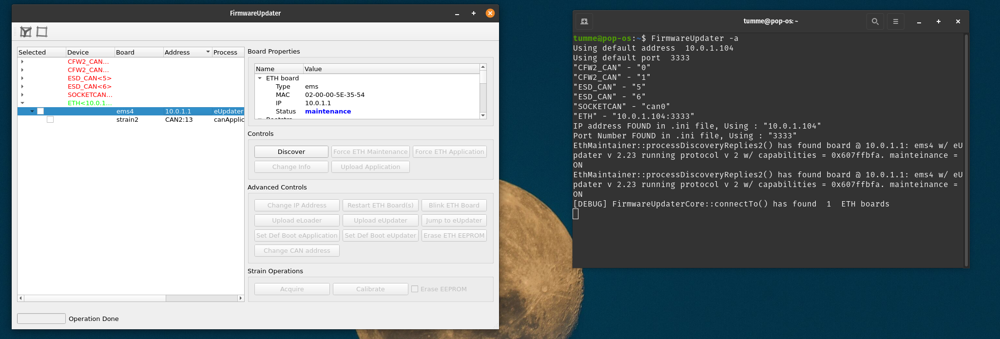 FirmwareUpdater
Selected Device Board Address Process
CFW2_CAN...
CFW2_CAN...
ESD_CAN<5>
ESD_CAN<6>
SOCKETCAN...
ETH<10.0.1...
ems4 10.0.1.1 eUpdater
strain2 CAN2:13 canApplic
Operation Done
Board Properties
Name Value
ETH board
Type ems
MAC 02-00-00-5E-35-54
IP 10.0.1.1
Status maintenance
Controls
Discover Force ETH Maintenance Force ETH Application
Change Info Upload Application
Advanced Controls
Change IP Address Restart ETH Board(s) Blink ETH Board
Upload eLoader Upload eUpdater Jump to eUpdater
Set Def Boot eApplication Set Def Boot eUpdater Erase ETH EEPROM
Change CAN address
Strain Operations
Acquire Calibrate Erase EEPROM
tumme@pop-os: ~
tumme@pop-os:~$ FirmwareUpdater -a
Using default address  10.0.1.104
Using default port  3333
"CFW2_CAN" - "0"
"CFW2_CAN" - "1"
"ESD_CAN" - "5"
"ESD_CAN" - "6"
"SOCKETCAN" - "can0"
"ETH" - "10.0.1.104:3333"
IP address FOUND in .ini file, Using : "10.0.1.104"
Port Number FOUND in .ini file, Using : "3333"
EthMaintainer::processDiscoveryReplies2() has found board @ 10.0.1.1: ems4 w/ eU
pdater v 2.23 running protocol v 2 w/ capabilities = 0x607ffbfa. mainteinance =
ON
EthMaintainer::processDiscoveryReplies2() has found board @ 10.0.1.1: ems4 w/ eU
pdater v 2.23 running protocol v 2 w/ capabilities = 0x607ffbfa. mainteinance =
ON
[DEBUG] FirmwareUpdaterCore::connectTo() has found  1  ETH boards